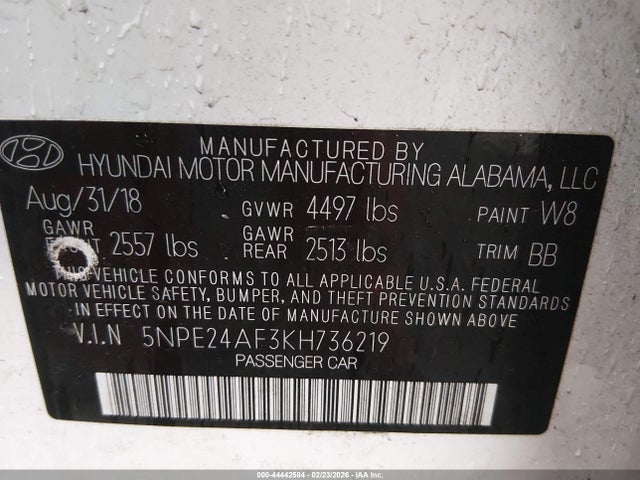 MANUFACTURED BY
HYUNDAI MOTOR MANUFACTURING ALABAMA, LLC
Aug/31/18 GVWR 4497 lbs PAINT W8
GAWR 2557 lbs GAWR REAR 2513 lbs TRIM BB
VEHICLE CONFORMS TO ALL APPLICABLE U.S.A. FEDERAL
MOTOR VEHICLE SAFETY, BUMPER, AND THEFT PREVENTION STANDARDS
IN EFFECT ON THE DATE OF MANUFACTURE SHOWN ABOVE
V.I.N 5NPE24AF3KH736219
PASSENGER CAR
000-44442584 - 02/23/2026 - IAAI.COM